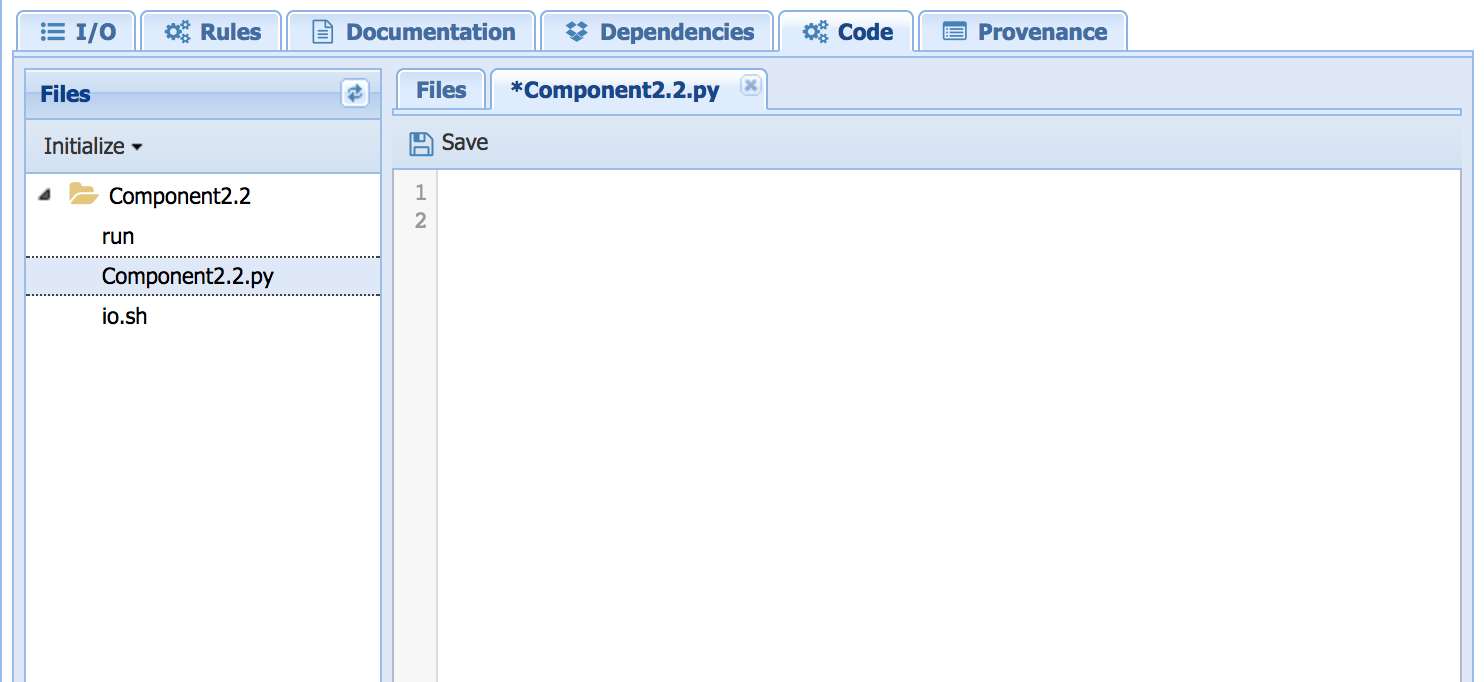 I/O Rules Documentation Dependencies Code Provenance
Files
Initialize
Component2.2
run
Component2.2.py
io.sh
Files *Component2.2.py
Save
1
2